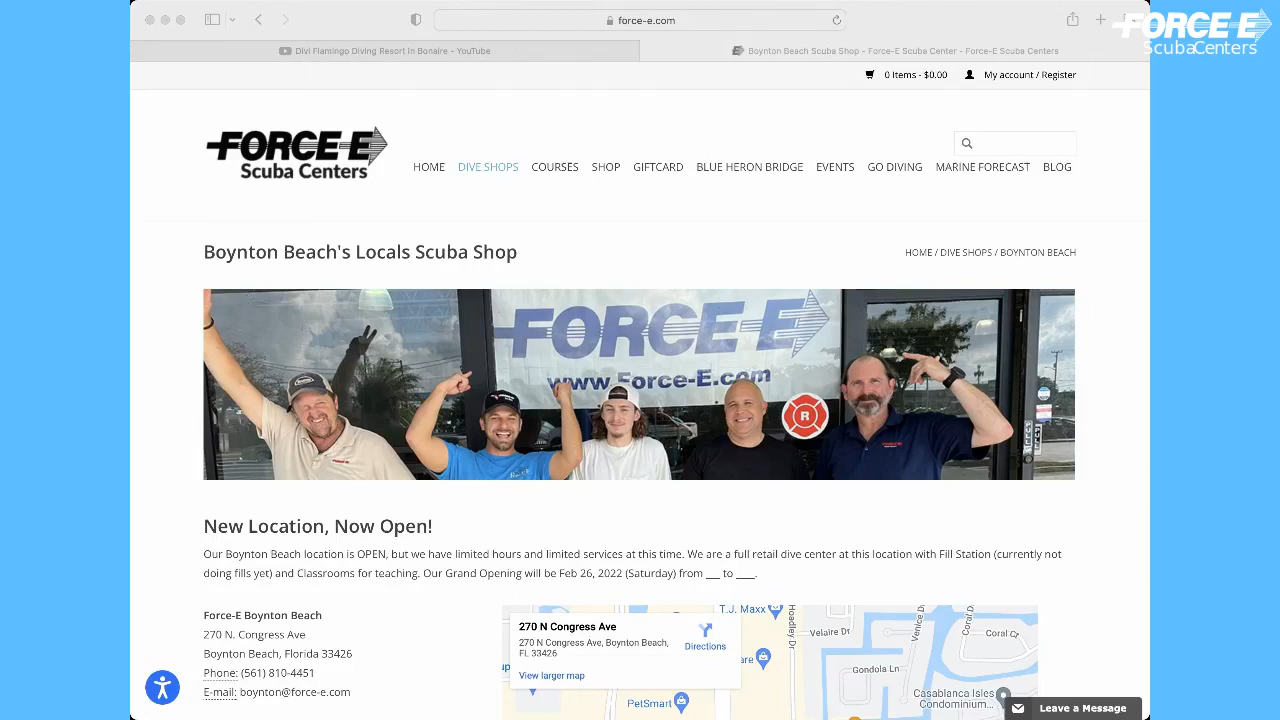 force-e.com
Divi Flamingo Diving Resort In Bonaire - YouTube
Boynton Beach Scuba Shop - Force-E Scuba Center - Force-E Scuba Centers
FORCE-E
ScubaCenters
0 Items - $0.00
My account / Register
FORCE-E
Scuba Centers
HOME DIVE SHOPS COURSES SHOP GIFTCARD BLUE HERON BRIDGE EVENTS GO DIVING MARINE FORECAST BLOG
Boynton Beach's Locals Scuba Shop
HOME / DIVE SHOPS / BOYNTON BEACH
FORCE-E
www.Force-E.com
R
PULL
PULL
New Location, Now Open!
Our Boynton Beach location is OPEN, but we have limited hours and limited services at this time. We are a full retail dive center at this location with Fill Station (currently not
doing fills yet) and Classrooms for teaching. Our Grand Opening will be Feb 26, 2022 (Saturday) from ___ to ____.
Force-E Boynton Beach
270 N. Congress Ave
Boynton Beach, Florida 33426
Phone: (561) 810-4451
E-mail: boynton@force-e.com
270 N Congress Ave
270 N Congress Ave, Boynton Beach,
FL 33426
Directions
View larger map
T.J. Maxx
Hoadley Dr
Velaire Dr
Venice Dr
Coral Dr
Coral C
Gondola Ln
Casablanca Isles
Condominium...
PetSmart
Leave a Message